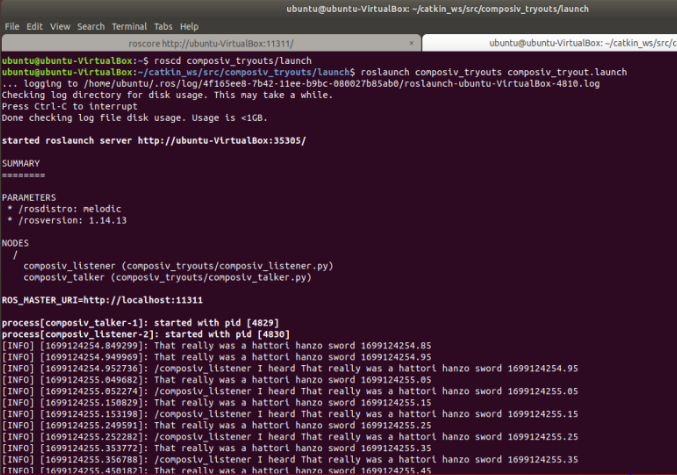 ubuntu@ubuntu-VirtualBox: ~/catkin_ws/src/composiv_tryouts/launch
File Edit View Search Terminal Tabs Help
roscore http://ubuntu-VirtualBox:11311/ × ubuntu@ubuntu-VirtualBox: ~/catkin_ws/src/c
ubuntu@ubuntu-VirtualBox:~$ roscd composiv_tryouts/launch
ubuntu@ubuntu-VirtualBox:~/catkin_ws/src/composiv_tryouts/launch$ roslaunch composiv_tryouts composiv_tryout.launch
... logging to /home/ubuntu/.ros/log/4f165ee8-7b42-11ee-b9bc-080027b85ab0/roslaunch-ubuntu-VirtualBox-4810.log
Checking log directory for disk usage. This may take a while.
Press Ctrl-C to interrupt
Done checking log file disk usage. Usage is <1GB.
started roslaunch server http://ubuntu-VirtualBox:35305/
SUMMARY
========
PARAMETERS
* /rosdistro: melodic
* /rosversion: 1.14.13
NODES
/
composiv_listener (composiv_tryouts/composiv_listener.py)
composiv_talker (composiv_tryouts/composiv_talker.py)
ROS_MASTER_URI=http://localhost:11311
process[composiv_talker-1]: started with pid [4829]
process[composiv_listener-2]: started with pid [4830]
[INFO] [1699124254.849299]: That really was a hattori hanzo sword 1699124254.85
[INFO] [1699124254.949969]: That really was a hattori hanzo sword 1699124254.95
[INFO] [1699124254.952736]: /composiv_listener I heard That really was a hattori hanzo sword 1699124254.95
[INFO] [1699124255.049682]: That really was a hattori hanzo sword 1699124255.05
[INFO] [1699124255.052274]: /composiv_listener I heard That really was a hattori hanzo sword 1699124255.05
[INFO] [1699124255.150829]: That really was a hattori hanzo sword 1699124255.15
[INFO] [1699124255.153198]: /composiv_listener I heard That really was a hattori hanzo sword 1699124255.15
[INFO] [1699124255.249591]: That really was a hattori hanzo sword 1699124255.25
[INFO] [1699124255.252282]: /composiv_listener I heard That really was a hattori hanzo sword 1699124255.25
[INFO] [1699124255.353772]: That really was a hattori hanzo sword 1699124255.35
[INFO] [1699124255.356788]: /composiv_listener I heard That really was a hattori hanzo sword 1699124255.35
[INFO] [1699124255.450182]: That really was a hattori hanzo sword 1699124255.45